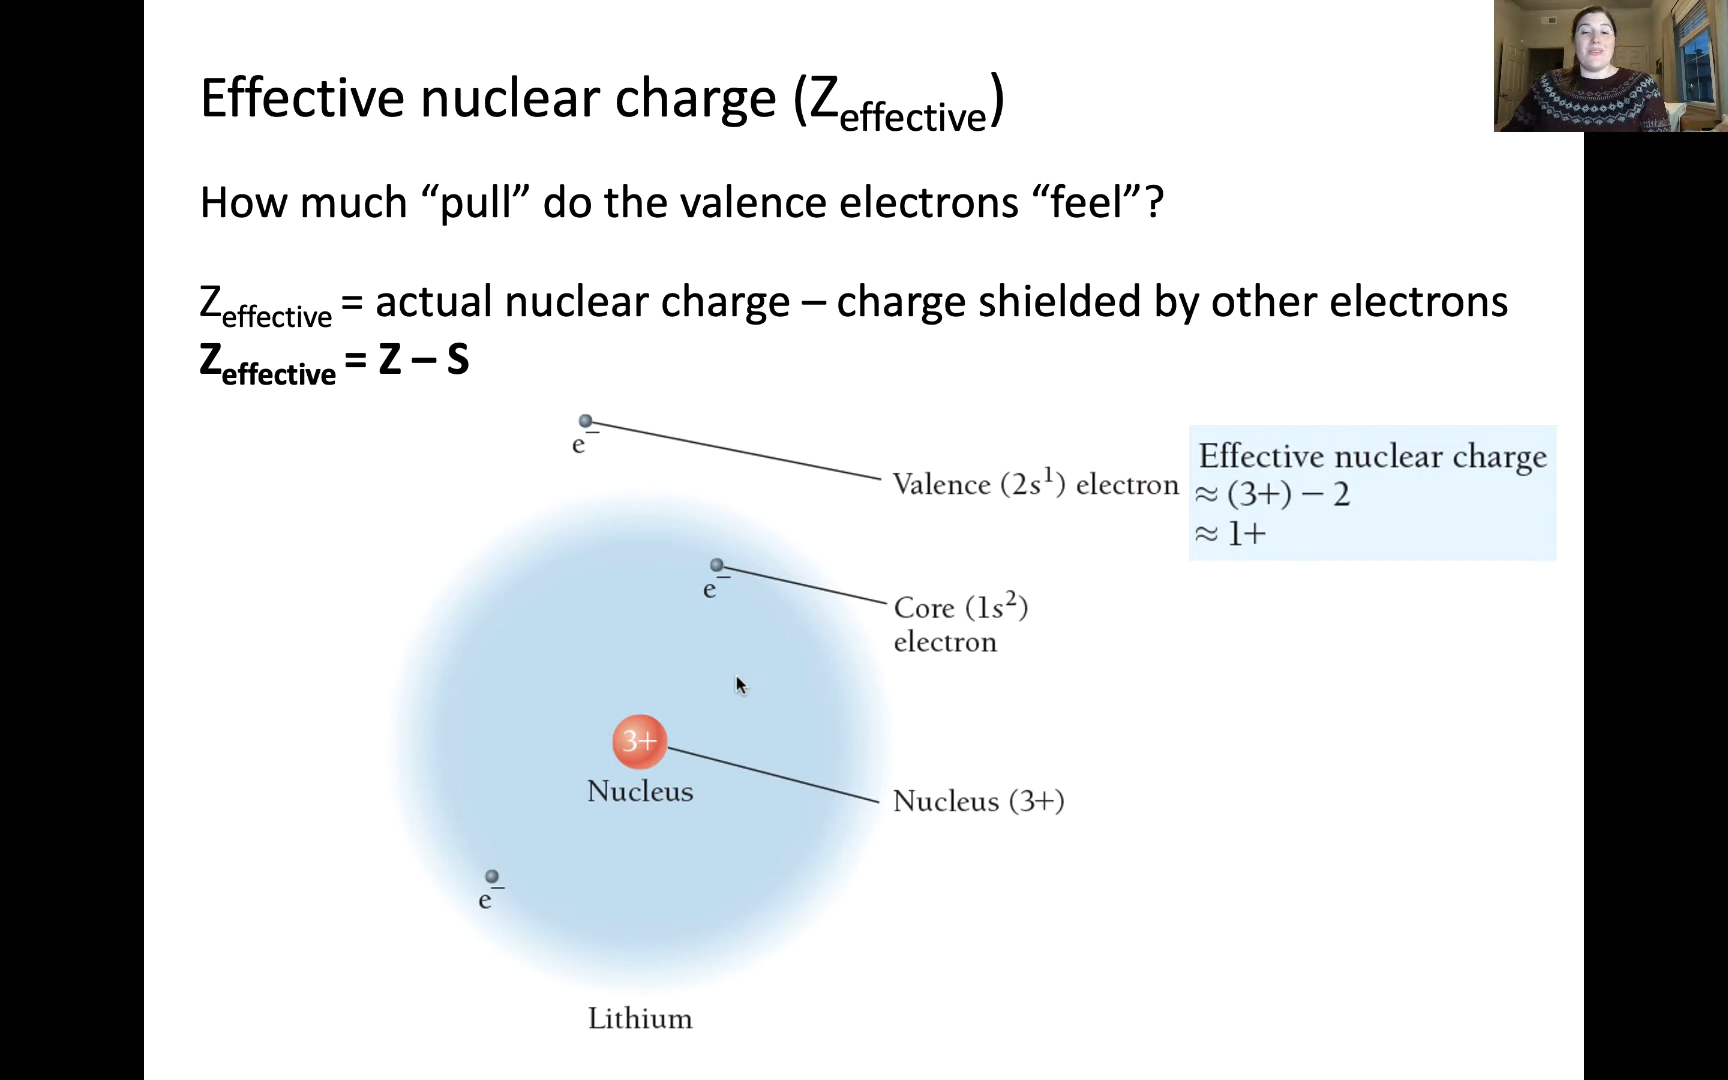 Effective nuclear charge (Zeffective)
How much “pull” do the valence electrons “feel”?
Zeffective = actual nuclear charge – charge shielded by other electrons
Zeffective = Z – S
e⁻
Valence (2s¹) electron
Effective nuclear charge
≈ (3+) − 2
≈ 1+
e⁻
Core (1s²)
electron
3+
Nucleus
Nucleus (3+)
e⁻
Lithium